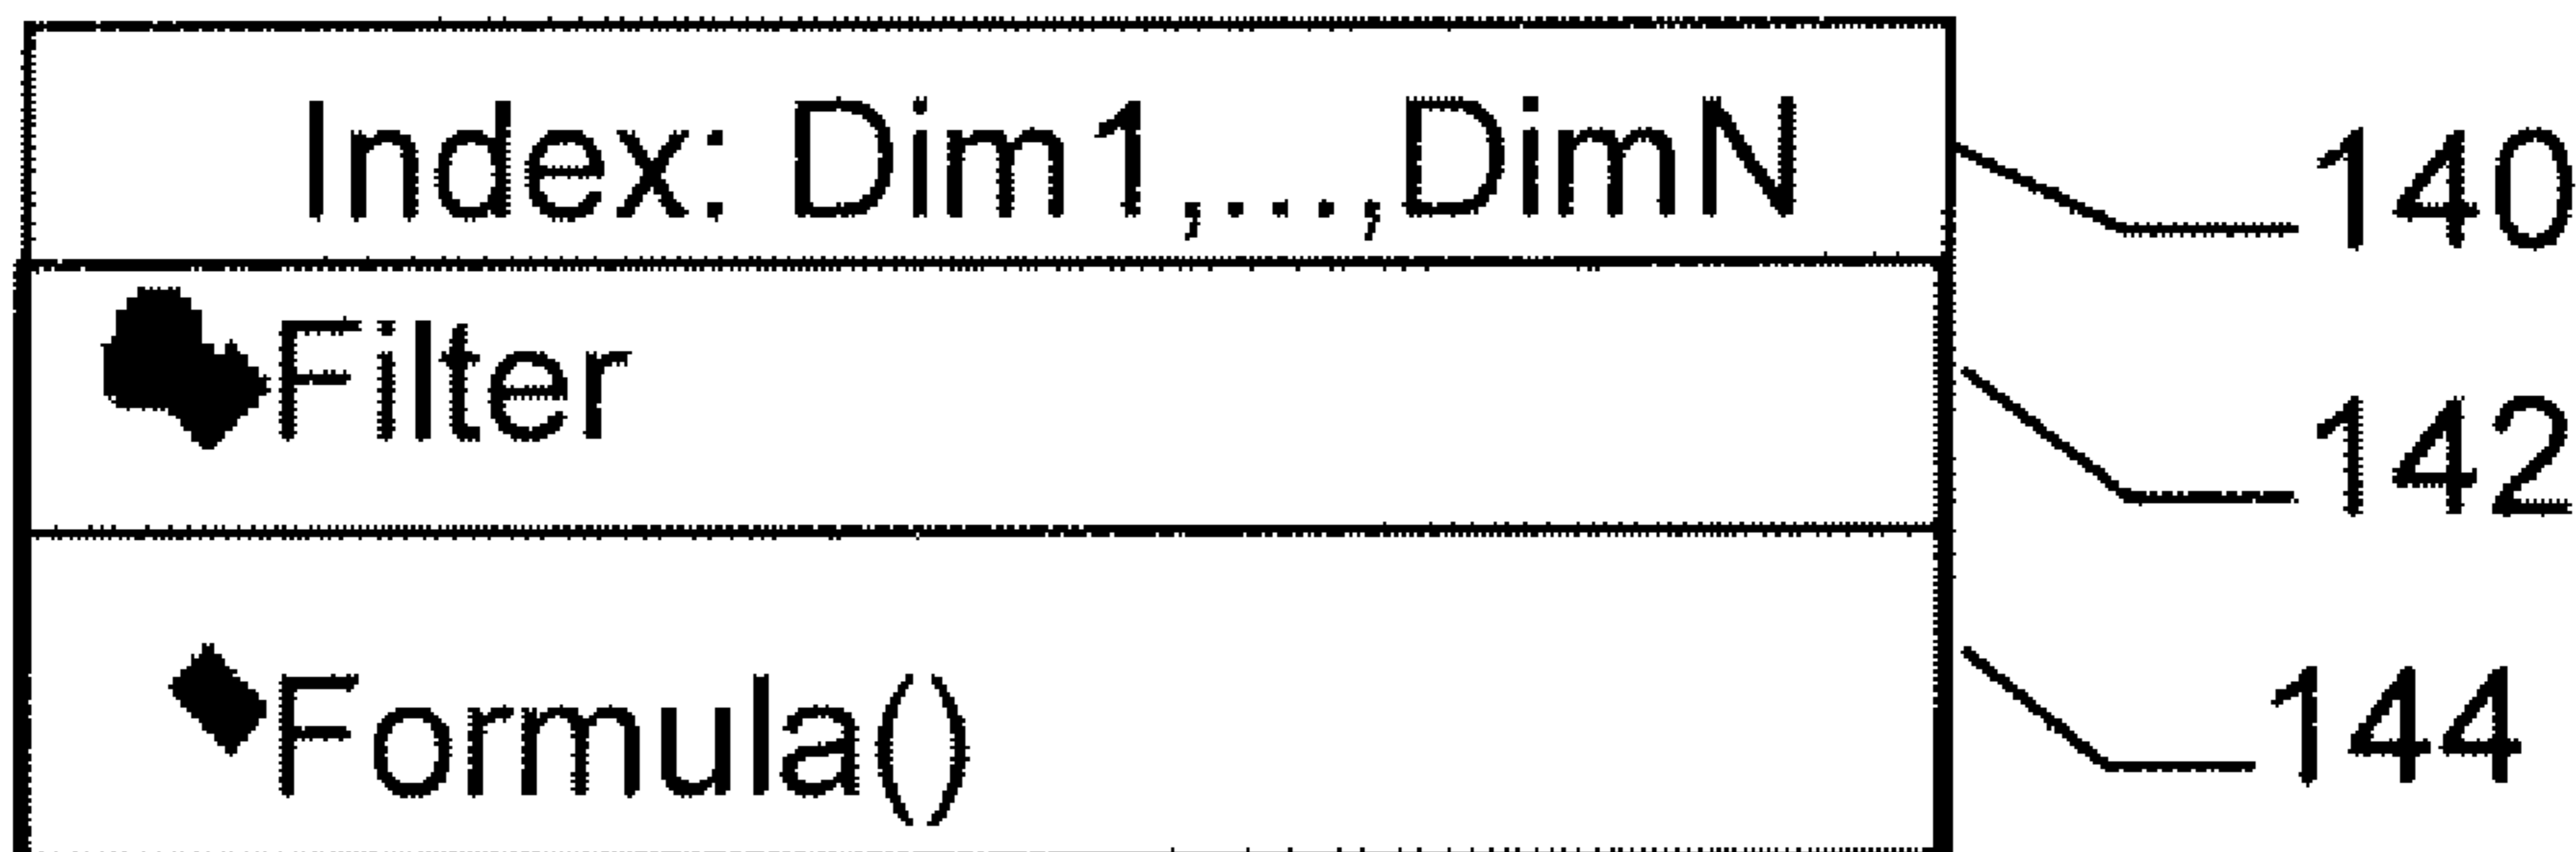 Index: Dim1,...,DimN
140
Filter
142
Formula()
144